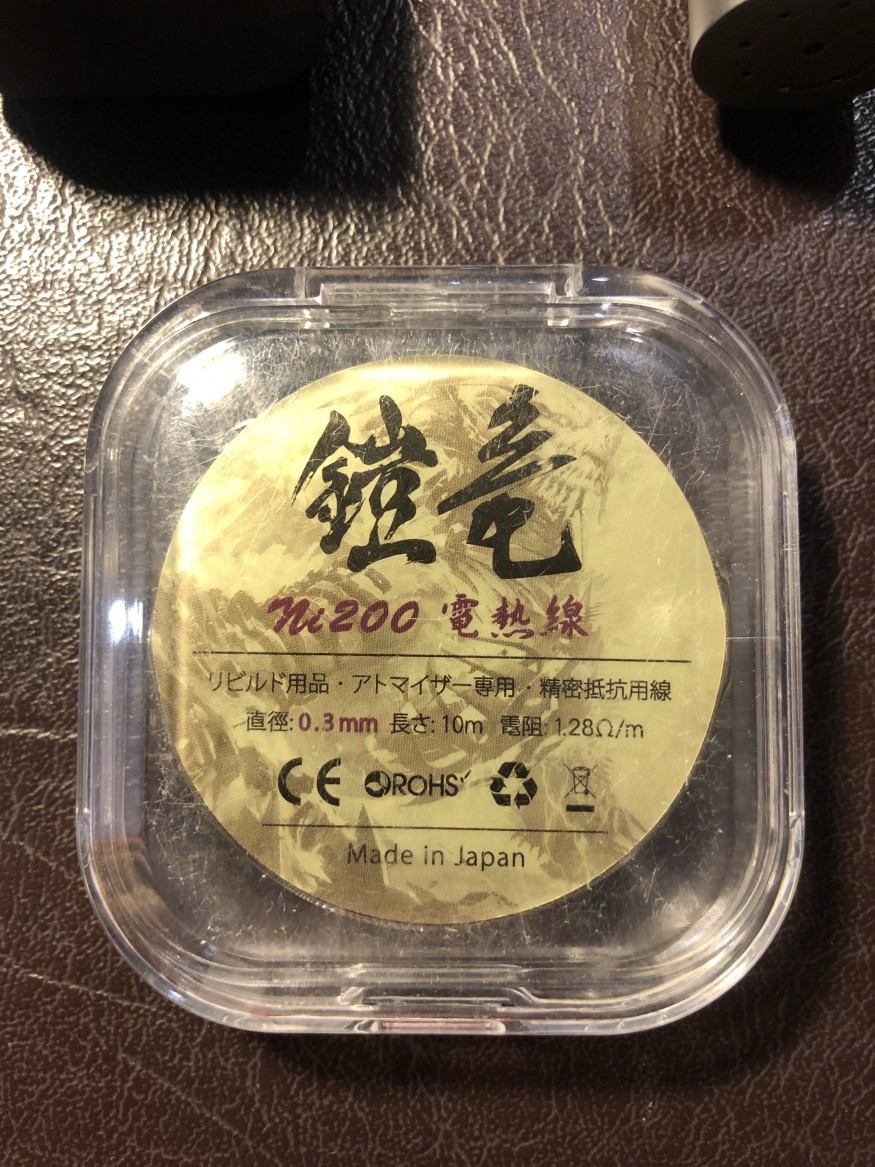 鎧竜
Ni200 電熱線
リビルド用品・アトマイザー専用・精密抵抗用線
直徑: 0.3mm 長さ: 10m 電阻: 1.28Ω/m
CE ROHS
Made in Japan